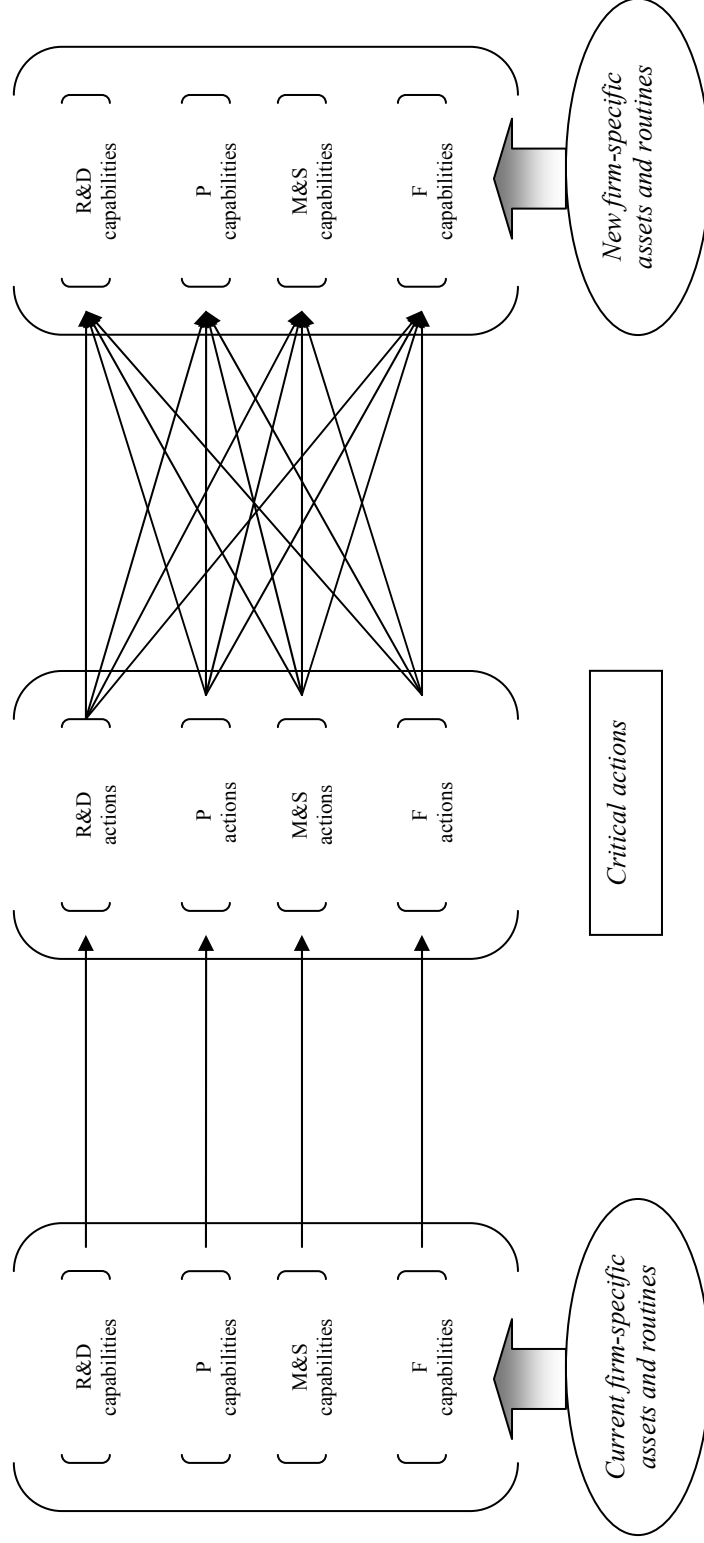 R&D
capabilities
P
capabilities
M&S
capabilities
F
capabilities
Current firm-specific
assets and routines
R&D
actions
P
actions
M&S
actions
F
actions
Critical actions
R&D
capabilities
P
capabilities
M&S
capabilities
F
capabilities
New firm-specific
assets and routines